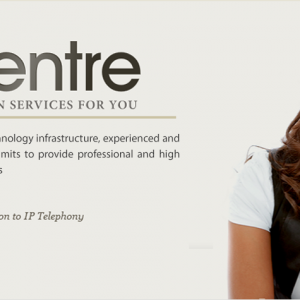 entre
N SERVICES FOR YOU
nology infrastructure, experienced and
mits to provide professional and high
s
on to IP Telephony